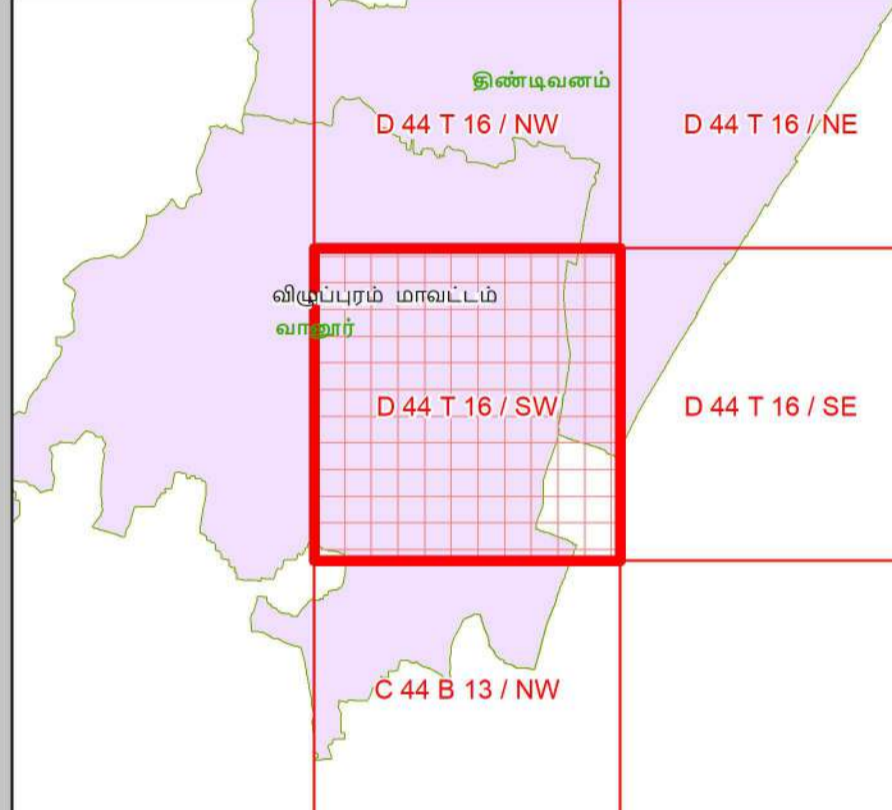 திண்டிவனம்
D 44 T 16 / NW
D 44 T 16 / NE
விழுப்புரம் மாவட்டம்
வானூர்
D 44 T 16 / SW
D 44 T 16 / SE
C 44 B 13 / NW